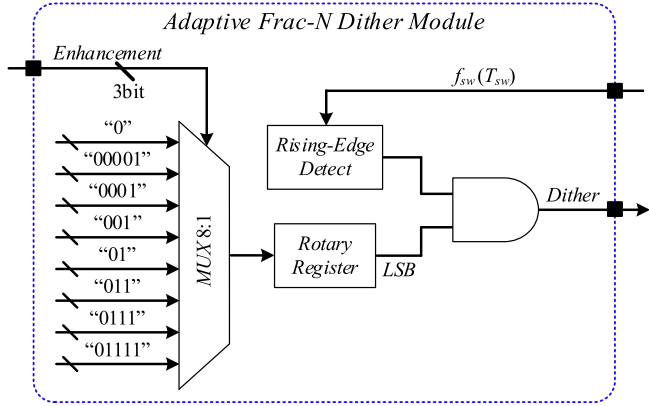 Adaptive Frac-N Dither Module
Enhancement
3bit
fsw(Tsw)
“0”
“00001”
“0001”
“001”
“01”
“011”
“0111”
“01111”
MUX 8:1
Rising-Edge
Detect
Rotary
Register
LSB
Dither